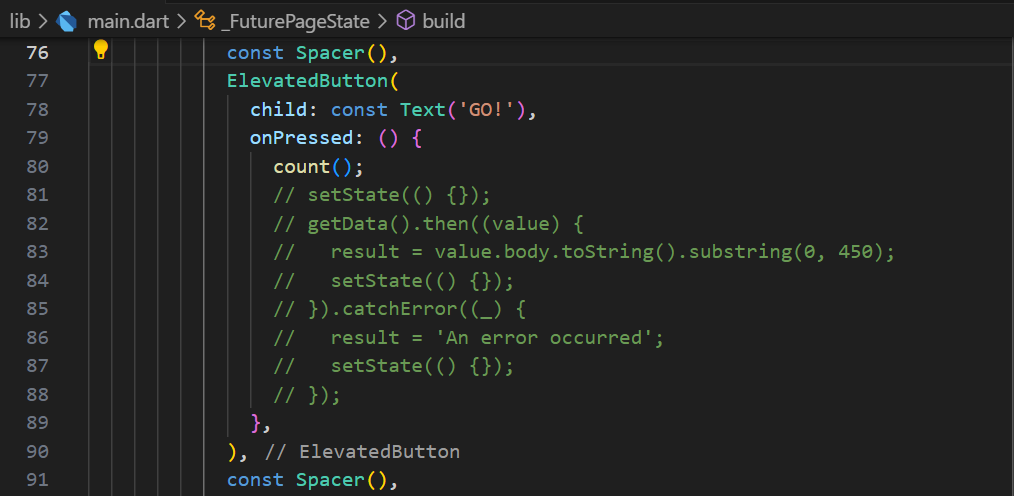 lib > main.dart > _FuturePageState > build
76 const Spacer(),
77 ElevatedButton(
78 child: const Text('GO!'),
79 onPressed: () {
80 count();
81 // setState(() {});
82 // getData().then((value) {
83 //   result = value.body.toString().substring(0, 450);
84 //   setState(() {});
85 // }).catchError((_) {
86 //   result = 'An error occurred';
87 //   setState(() {});
88 // });
89 },
90 ), // ElevatedButton
91 const Spacer(),